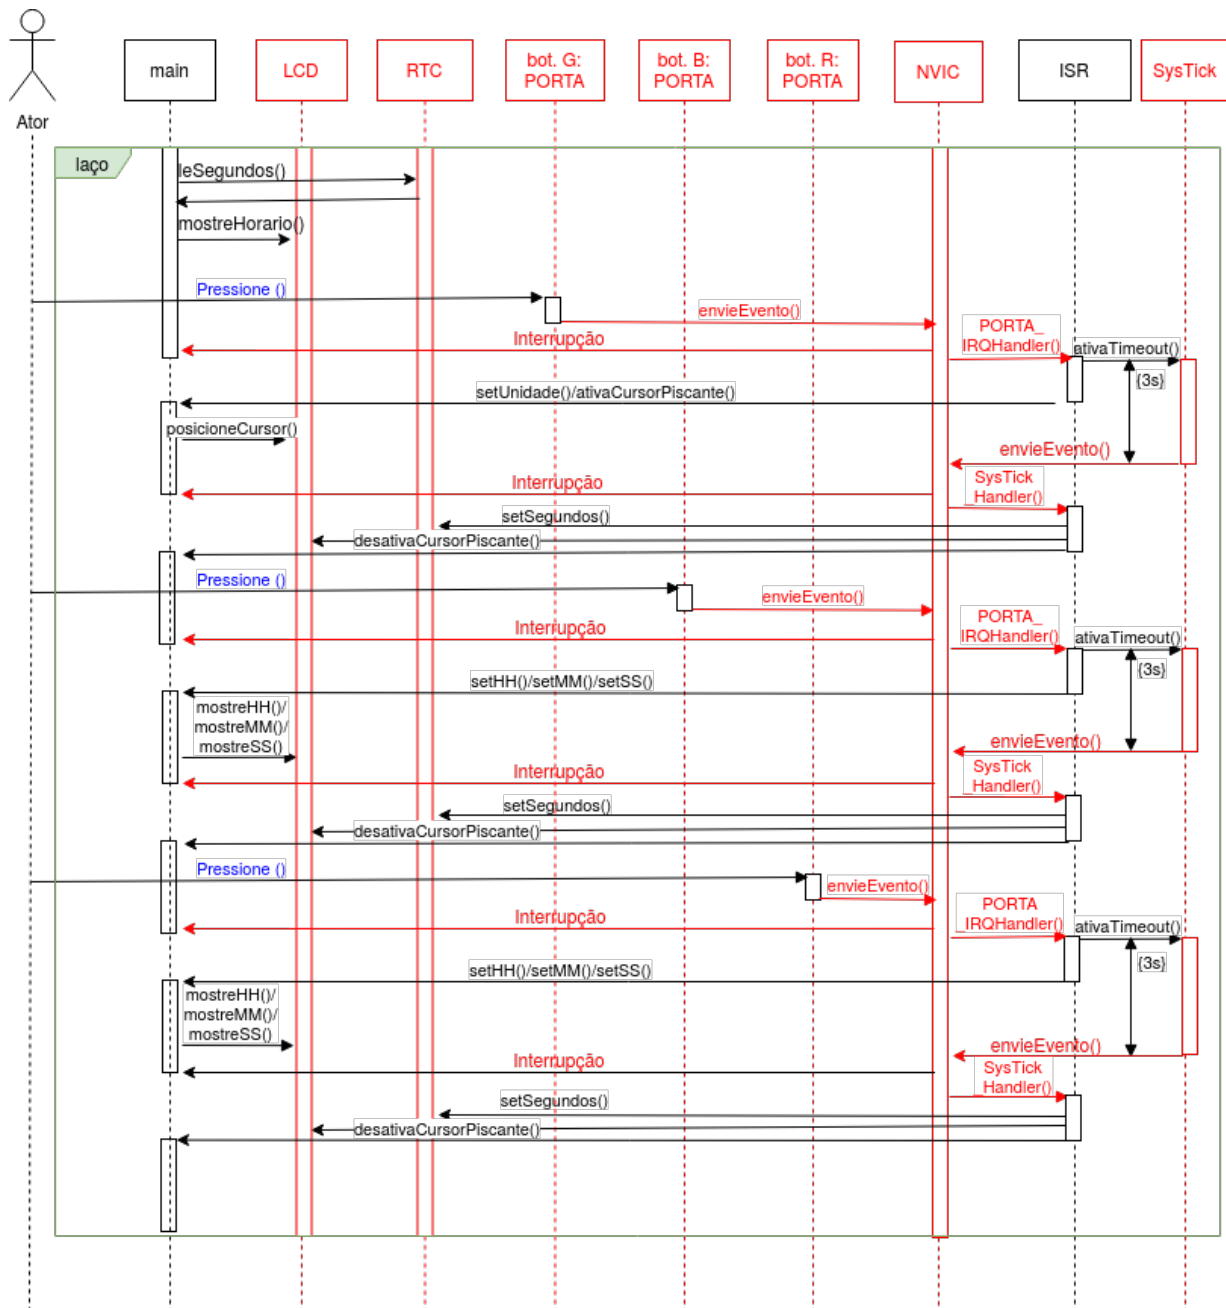 Ator
main
LCD
RTC
bot. G:
PORTA
bot. B:
PORTA
bot. R:
PORTA
NVIC
ISR
SysTick
laço
leSegundos()
mostreHorario()
Pressione ()
envieEvento()
Interrupção
PORTA_
IRQHandler()
ativaTimeout()
{3s}
setUnidade()/ativaCursorPiscante()
posicioneCursor()
envieEvento()
Interrupção
SysTick
_Handler()
setSegundos()
desativaCursorPiscante()
Pressione ()
envieEvento()
Interrupção
PORTA_
IRQHandler()
ativaTimeout()
{3s}
setHH()/setMM()/setSS()
mostreHH()/
mostreMM()/
mostreSS()
envieEvento()
Interrupção
SysTick
_Handler()
setSegundos()
desativaCursorPiscante()
Pressione ()
envieEvento()
Interrupção
PORTA
_IRQHandler()
ativaTimeout()
{3s}
setHH()/setMM()/setSS()
mostreHH()/
mostreMM()/
mostreSS()
envieEvento()
Interrupção
SysTick
_Handler()
setSegundos()
desativaCursorPiscante()